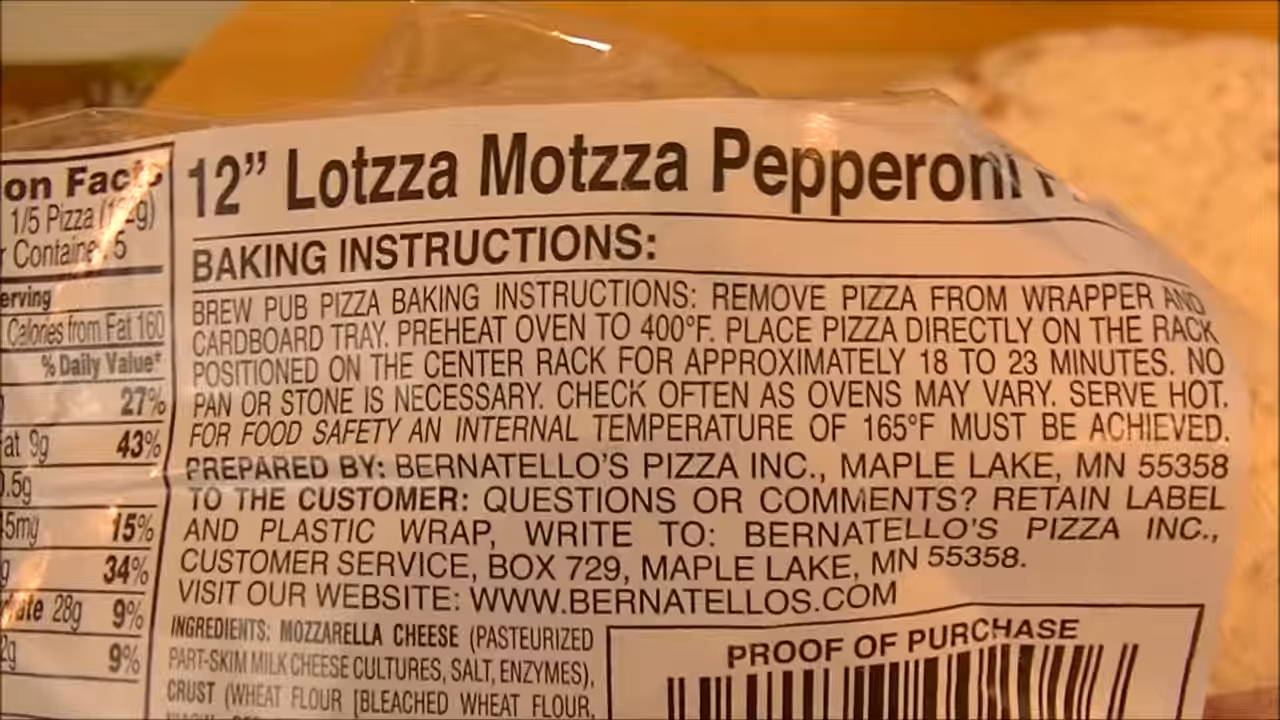 on Facts
1/5 Pizza
Container 5
erving
Calories from Fat 160
% Daily Value*
27%
at 9g 43%
.5g
5mg 15%
34%
ate 28g 9%
2g 9%
12” Lotzza Motzza Pepperoni
BAKING INSTRUCTIONS:
BREW PUB PIZZA BAKING INSTRUCTIONS: REMOVE PIZZA FROM WRAPPER AND
CARDBOARD TRAY. PREHEAT OVEN TO 400°F. PLACE PIZZA DIRECTLY ON THE RACK
POSITIONED ON THE CENTER RACK FOR APPROXIMATELY 18 TO 23 MINUTES. NO
PAN OR STONE IS NECESSARY. CHECK OFTEN AS OVENS MAY VARY. SERVE HOT.
FOR FOOD SAFETY AN INTERNAL TEMPERATURE OF 165°F MUST BE ACHIEVED.
PREPARED BY: BERNATELLO’S PIZZA INC., MAPLE LAKE, MN 55358
TO THE CUSTOMER: QUESTIONS OR COMMENTS? RETAIN LABEL
AND PLASTIC WRAP, WRITE TO: BERNATELLO’S PIZZA INC.,
CUSTOMER SERVICE, BOX 729, MAPLE LAKE, MN 55358.
VISIT OUR WEBSITE: WWW.BERNATELLOS.COM
INGREDIENTS: MOZZARELLA CHEESE (PASTEURIZED
PART-SKIM MILK CHEESE CULTURES, SALT, ENZYMES),
CRUST (WHEAT FLOUR [BLEACHED WHEAT FLOUR,
PROOF OF PURCHASE